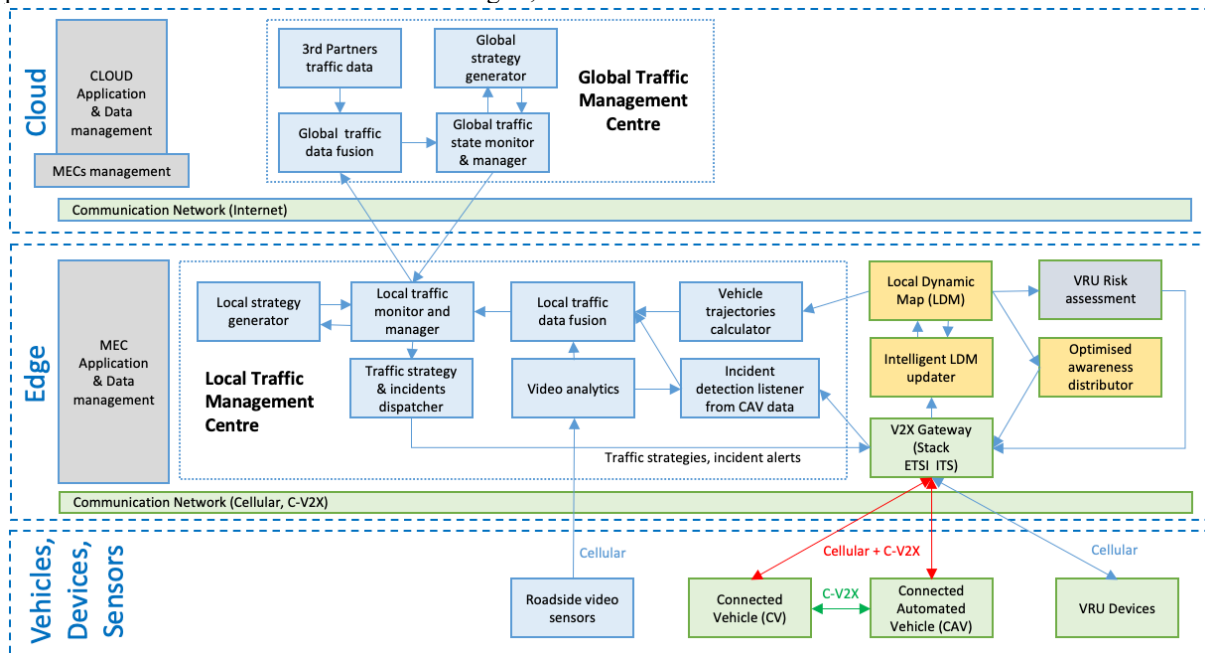 Cloud
CLOUD
Application
& Data
management
MECs management
3rd Partners
traffic data
Global
strategy
generator
Global Traffic
Management
Centre
Global traffic
data fusion
Global traffic
state monitor
& manager
Communication Network (Internet)
Edge
MEC
Application
& Data
management
Local strategy
generator
Local traffic
monitor and
manager
Local traffic
data fusion
Vehicle
trajectories
calculator
Local Dynamic
Map (LDM)
VRU Risk
assessment
Local Traffic
Management
Centre
Traffic strategy
& incidents
dispatcher
Video analytics
Incident
detection listener
from CAV data
Intelligent LDM
updater
Optimised
awareness
distributor
V2X Gateway
(Stack
ETSI ITS)
Traffic strategies, incident alerts
Communication Network (Cellular, C-V2X)
Vehicles,
Devices,
Sensors
Cellular
Cellular + C-V2X
Cellular
Roadside video
sensors
Connected
Vehicle (CV)
C-V2X
Connected
Automated
Vehicle (CAV)
VRU Devices